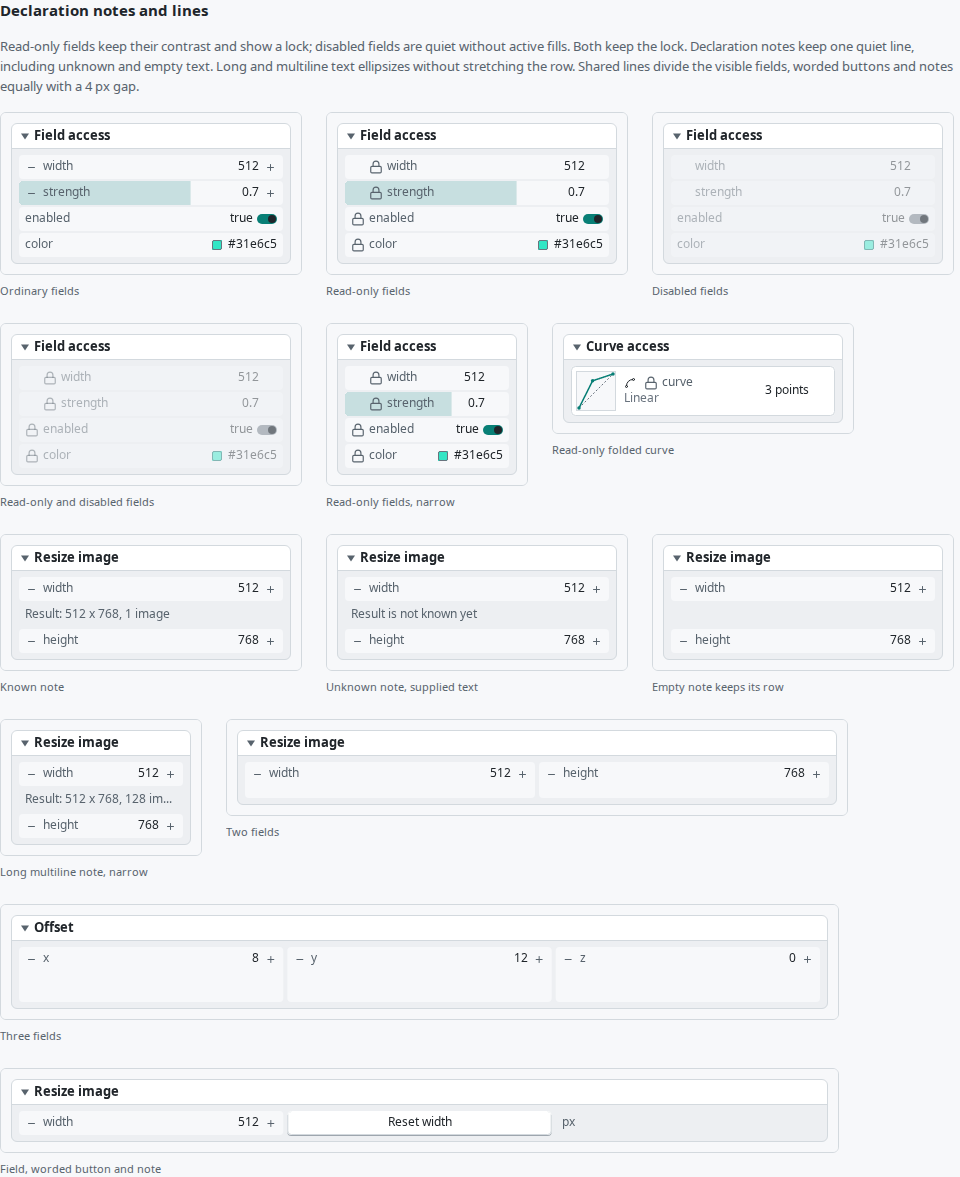 Declaration notes and lines
Read-only fields keep their contrast and show a lock; disabled fields are quiet without active fills. Both keep the lock. Declaration notes keep one quiet line,
including unknown and empty text. Long and multiline text ellipsizes without stretching the row. Shared lines divide the visible fields, worded buttons and notes
equally with a 4 px gap.
Field access
– width 512 +
– strength 0.7 +
enabled true
color #31e6c5
Ordinary fields
Field access
width 512
strength 0.7
enabled true
color #31e6c5
Read-only fields
Field access
width 512
strength 0.7
enabled true
color #31e6c5
Disabled fields
Field access
width 512
strength 0.7
enabled true
color #31e6c5
Read-only and disabled fields
Field access
width 512
strength 0.7
enabled true
color #31e6c5
Read-only fields, narrow
Curve access
curve
Linear
3 points
Read-only folded curve
Resize image
– width 512 +
Result: 512 x 768, 1 image
– height 768 +
Known note
Resize image
– width 512 +
Result is not known yet
– height 768 +
Unknown note, supplied text
Resize image
– width 512 +
– height 768 +
Empty note keeps its row
Resize image
– width 512 +
Result: 512 x 768, 128 im...
– height 768 +
Long multiline note, narrow
Resize image
– width 512 + – height 768 +
Two fields
Offset
– x 8 + – y 12 + – z 0 +
Three fields
Resize image
– width 512 + Reset width px
Field, worded button and note